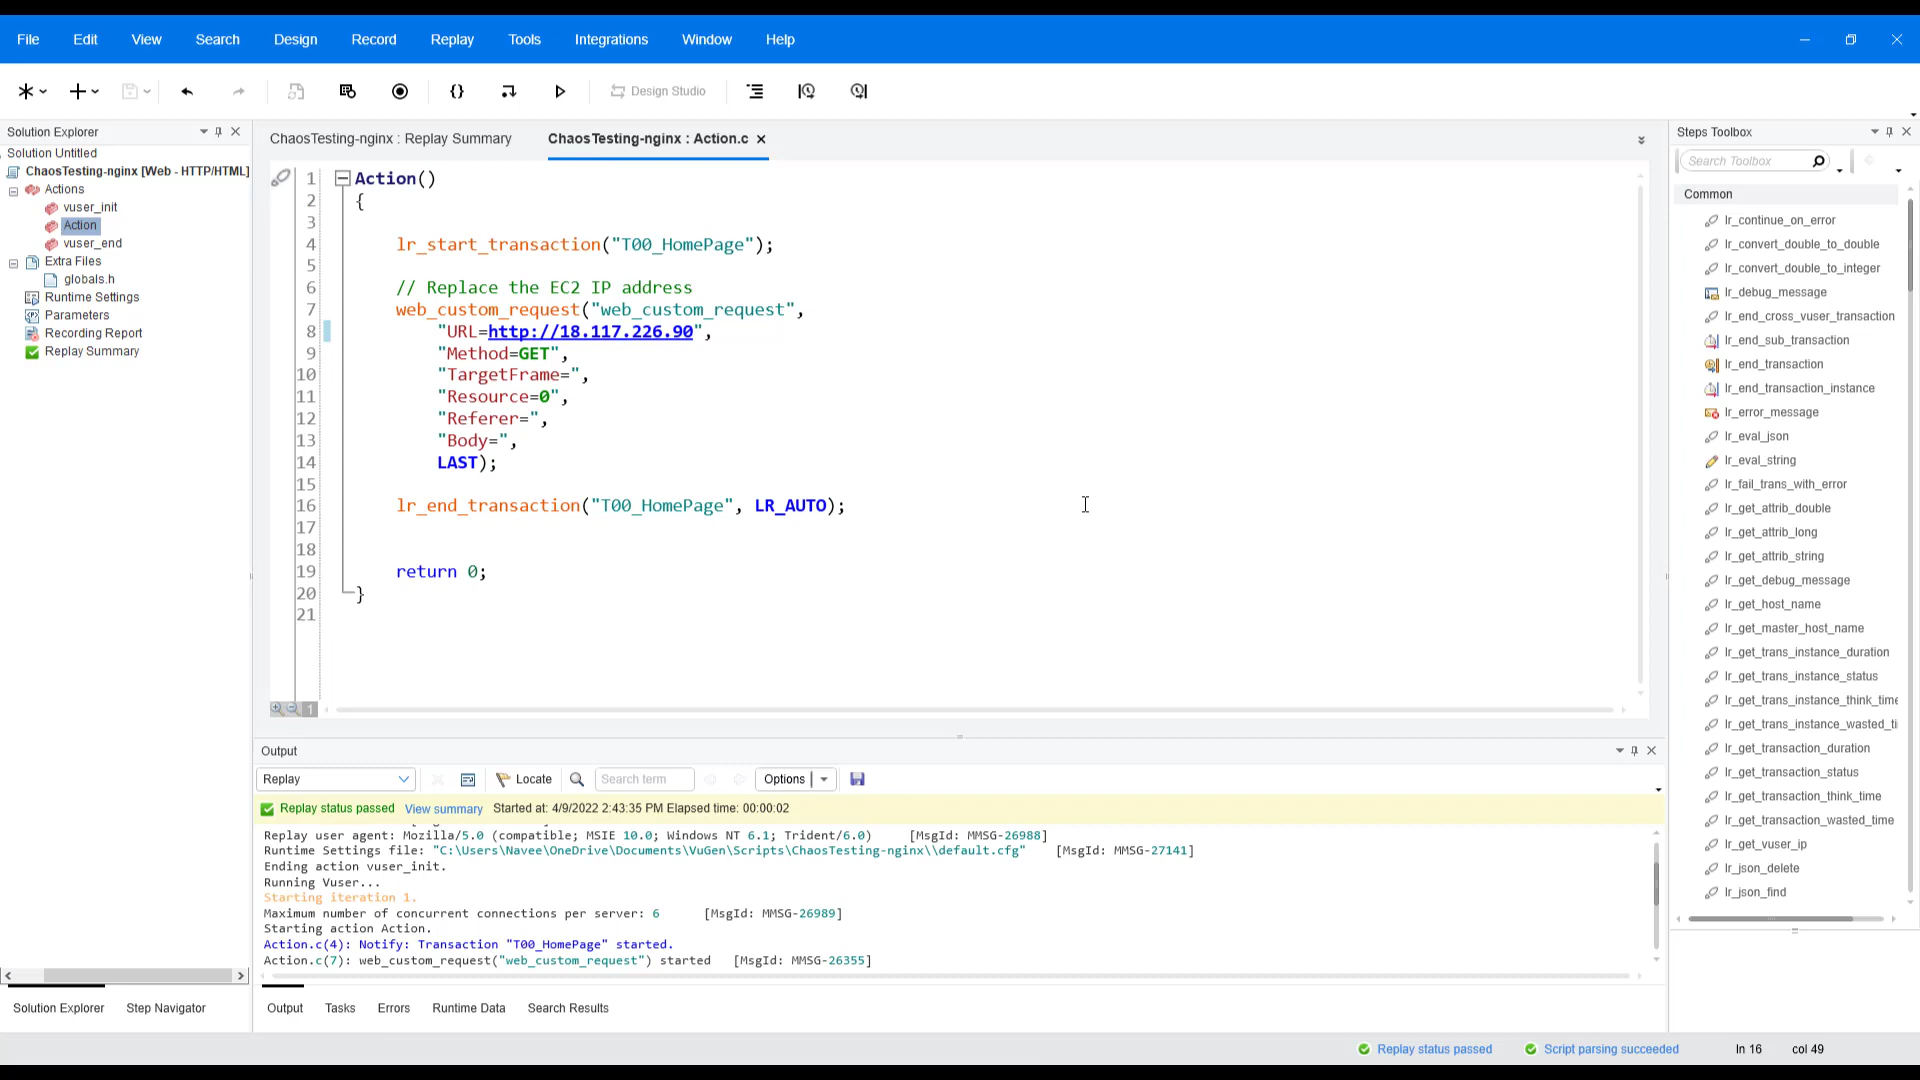 File Edit View Search Design Record Replay Tools Integrations Window Help
Design Studio
Solution Explorer
Solution Untitled
ChaosTesting-nginx [Web - HTTP/HTML]
Actions
vuser_init
Action
vuser_end
Extra Files
globals.h
Runtime Settings
Parameters
Recording Report
Replay Summary
Solution Explorer Step Navigator
ChaosTesting-nginx : Replay Summary ChaosTesting-nginx : Action.c
1 Action()
2 {
3
4 lr_start_transaction("T00_HomePage");
5
6 // Replace the EC2 IP address
7 web_custom_request("web_custom_request",
8 "URL=http://18.117.226.90",
9 "Method=GET",
10 "TargetFrame=",
11 "Resource=0",
12 "Referer=",
13 "Body=",
14 LAST);
15
16 lr_end_transaction("T00_HomePage", LR_AUTO);
17
18
19 return 0;
20 }
21
1
Output
Replay Locate Search term Options
Replay status passed View summary Started at: 4/9/2022 2:43:35 PM Elapsed time: 00:00:02
Replay user agent: Mozilla/5.0 (compatible; MSIE 10.0; Windows NT 6.1; Trident/6.0) [MsgId: MMSG-26988]
Runtime Settings file: "C:\Users\Navee\OneDrive\Documents\VuGen\Scripts\ChaosTesting-nginx\\default.cfg" [MsgId: MMSG-27141]
Ending action vuser_init.
Running Vuser...
Starting iteration 1.
Maximum number of concurrent connections per server: 6 [MsgId: MMSG-26989]
Starting action Action.
Action.c(4): Notify: Transaction "T00_HomePage" started.
Action.c(7): web_custom_request("web_custom_request") started [MsgId: MMSG-26355]
Output Tasks Errors Runtime Data Search Results
Steps Toolbox
Search Toolbox
Common
lr_continue_on_error
lr_convert_double_to_double
lr_convert_double_to_integer
lr_debug_message
lr_end_cross_vuser_transaction
lr_end_sub_transaction
lr_end_transaction
lr_end_transaction_instance
lr_error_message
lr_eval_json
lr_eval_string
lr_fail_trans_with_error
lr_get_attrib_double
lr_get_attrib_long
lr_get_attrib_string
lr_get_debug_message
lr_get_host_name
lr_get_master_host_name
lr_get_trans_instance_duration
lr_get_trans_instance_status
lr_get_trans_instance_think_time
lr_get_trans_instance_wasted_ti
lr_get_transaction_duration
lr_get_transaction_status
lr_get_transaction_think_time
lr_get_transaction_wasted_time
lr_get_vuser_ip
lr_json_delete
lr_json_find
Replay status passed Script parsing succeeded ln 16 col 49